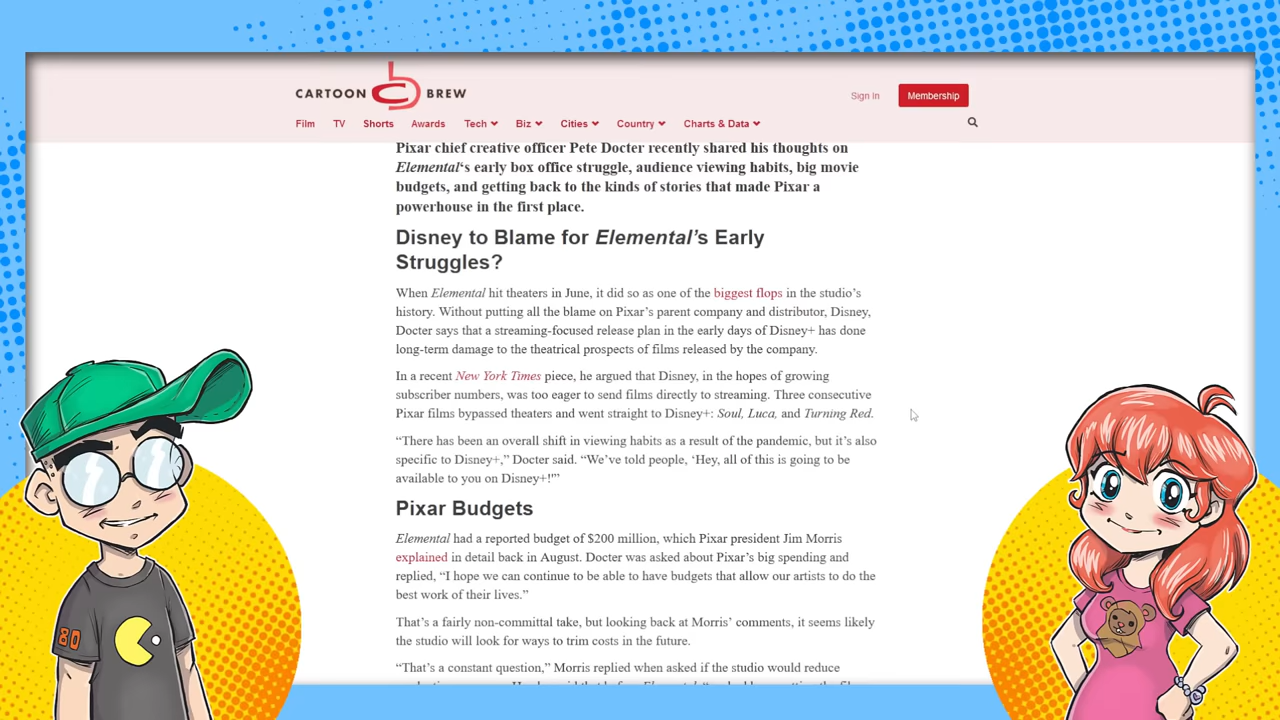 CARTOON BREW
Sign In
Membership
Film TV Shorts Awards Tech Biz Cities Country Charts & Data
Pixar chief creative officer Pete Docter recently shared his thoughts on
Elemental‘s early box office struggle, audience viewing habits, big movie
budgets, and getting back to the kinds of stories that made Pixar a
powerhouse in the first place.
Disney to Blame for Elemental’s Early
Struggles?
When Elemental hit theaters in June, it did so as one of the biggest flops in the studio’s
history. Without putting all the blame on Pixar’s parent company and distributor, Disney,
Docter says that a streaming-focused release plan in the early days of Disney+ has done
long-term damage to the theatrical prospects of films released by the company.
In a recent New York Times piece, he argued that Disney, in the hopes of growing
subscriber numbers, was too eager to send films directly to streaming. Three consecutive
Pixar films bypassed theaters and went straight to Disney+: Soul, Luca, and Turning Red.
“There has been an overall shift in viewing habits as a result of the pandemic, but it’s also
specific to Disney+,” Docter said. “We’ve told people, ‘Hey, all of this is going to be
available to you on Disney+!’”
Pixar Budgets
Elemental had a reported budget of $200 million, which Pixar president Jim Morris
explained in detail back in August. Docter was asked about Pixar’s big spending and
replied, “I hope we can continue to be able to have budgets that allow our artists to do the
best work of their lives.”
That’s a fairly non-committal take, but looking back at Morris’ comments, it seems likely
the studio will look for ways to trim costs in the future.
“That’s a constant question,” Morris replied when asked if the studio would reduce
80